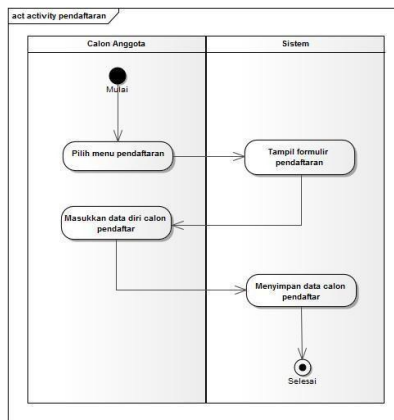 act activity pendaftaran
Calon Anggota
Sistem
Mulai
Pilih menu pendaftaran
Tampil formulir
pendaftaran
Masukkan data diri calon
pendaftar
Menyimpan data calon
pendaftar
Selesai